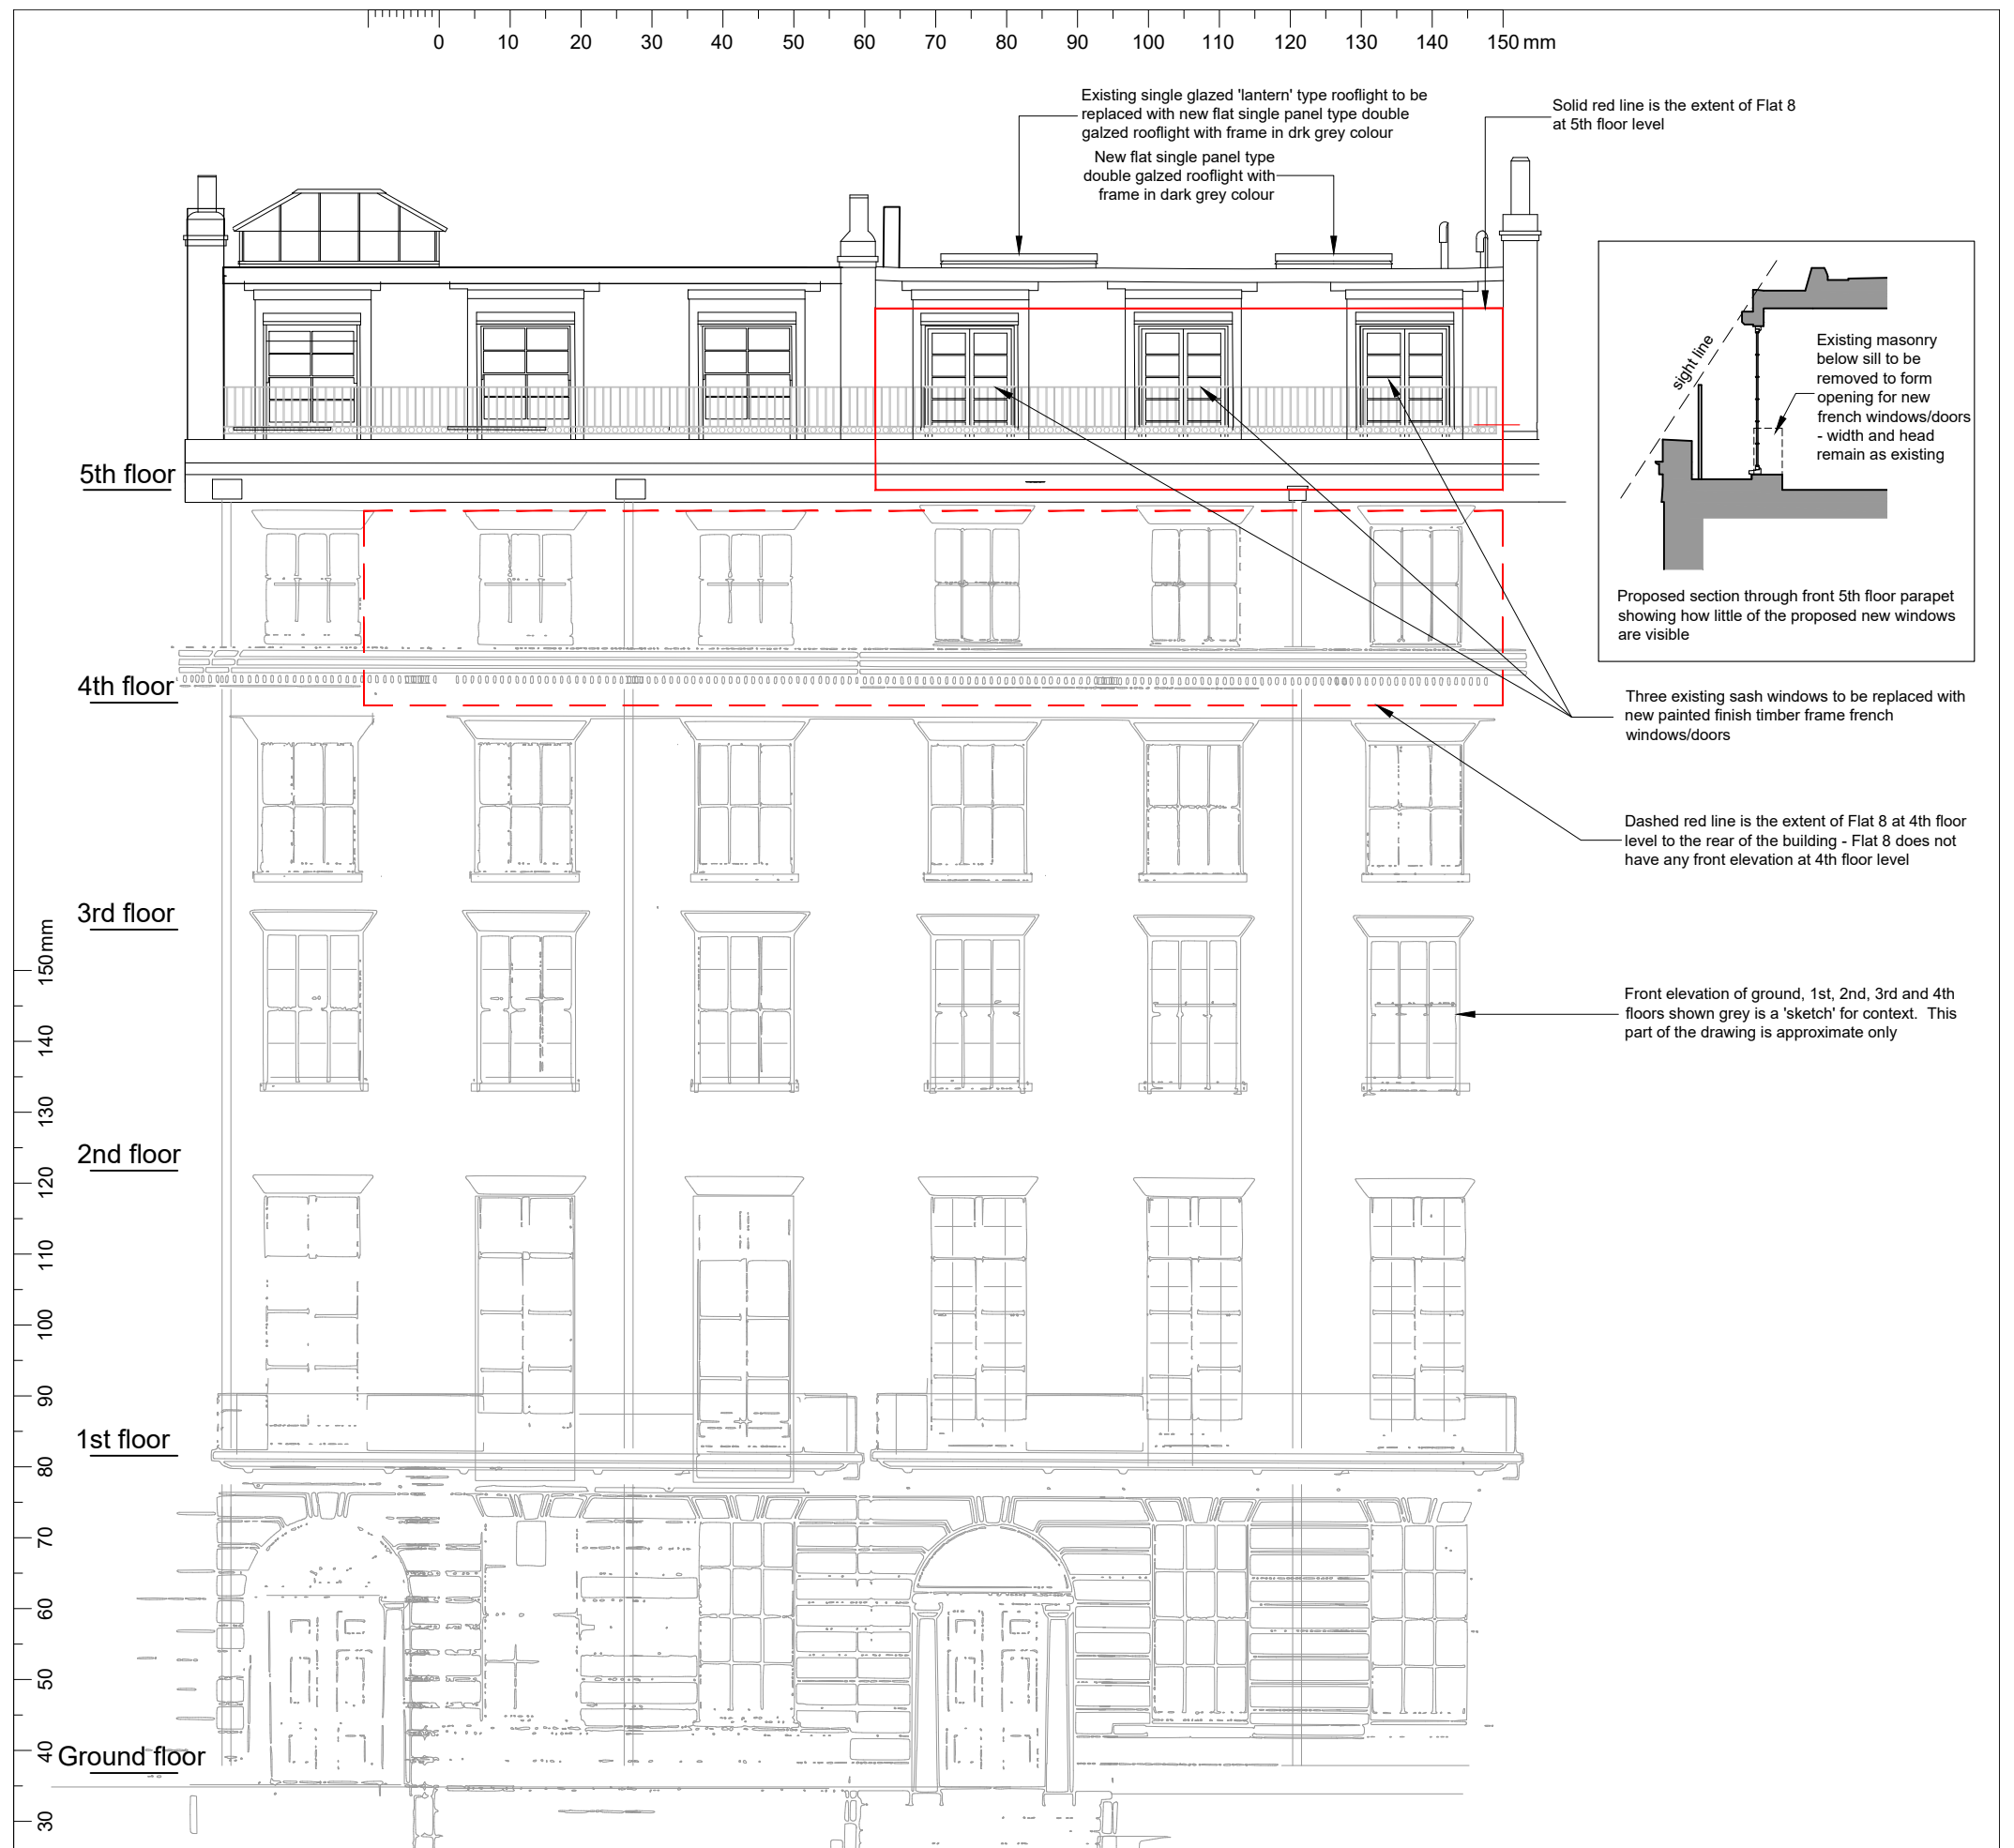 0 10 20 30 40 50 60 70 80 90 100 110 120 130 140 150 mm
Existing single glazed 'lantern' type rooflight to be
replaced with new flat single panel type double
galzed rooflight with frame in drk grey colour
New flat single panel type
double galzed rooflight with
frame in dark grey colour
Solid red line is the extent of Flat 8
at 5th floor level
sight line
Existing masonry
below sill to be
removed to form
opening for new
french windows/doors
- width and head
remain as existing
Proposed section through front 5th floor parapet
showing how little of the proposed new windows
are visible
5th floor
4th floor
Three existing sash windows to be replaced with
new painted finish timber frame french
windows/doors
Dashed red line is the extent of Flat 8 at 4th floor
level to the rear of the building - Flat 8 does not
have any front elevation at 4th floor level
3rd floor
Front elevation of ground, 1st, 2nd, 3rd and 4th
floors shown grey is a 'sketch' for context. This
part of the drawing is approximate only
2nd floor
1st floor
Ground floor
30 40 50 60 70 80 90 100 110 120 130 140 150 mm